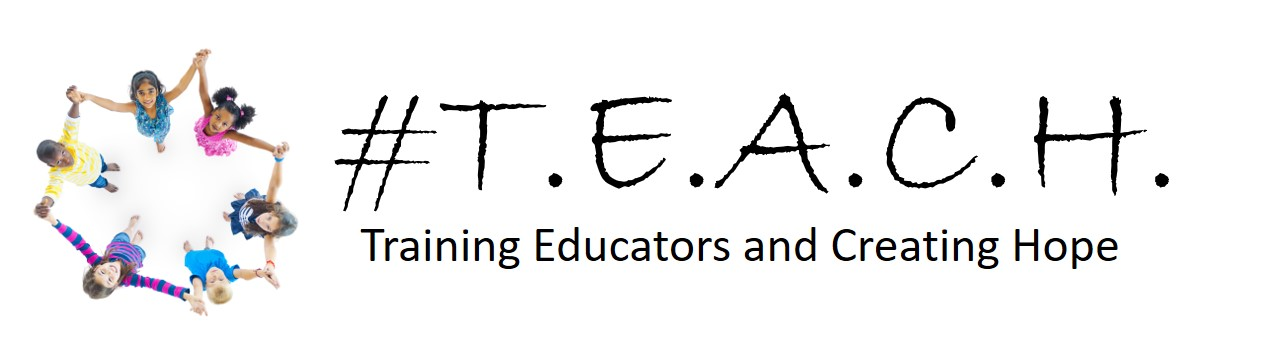 #T.E.A.C.H.
Training Educators and Creating Hope